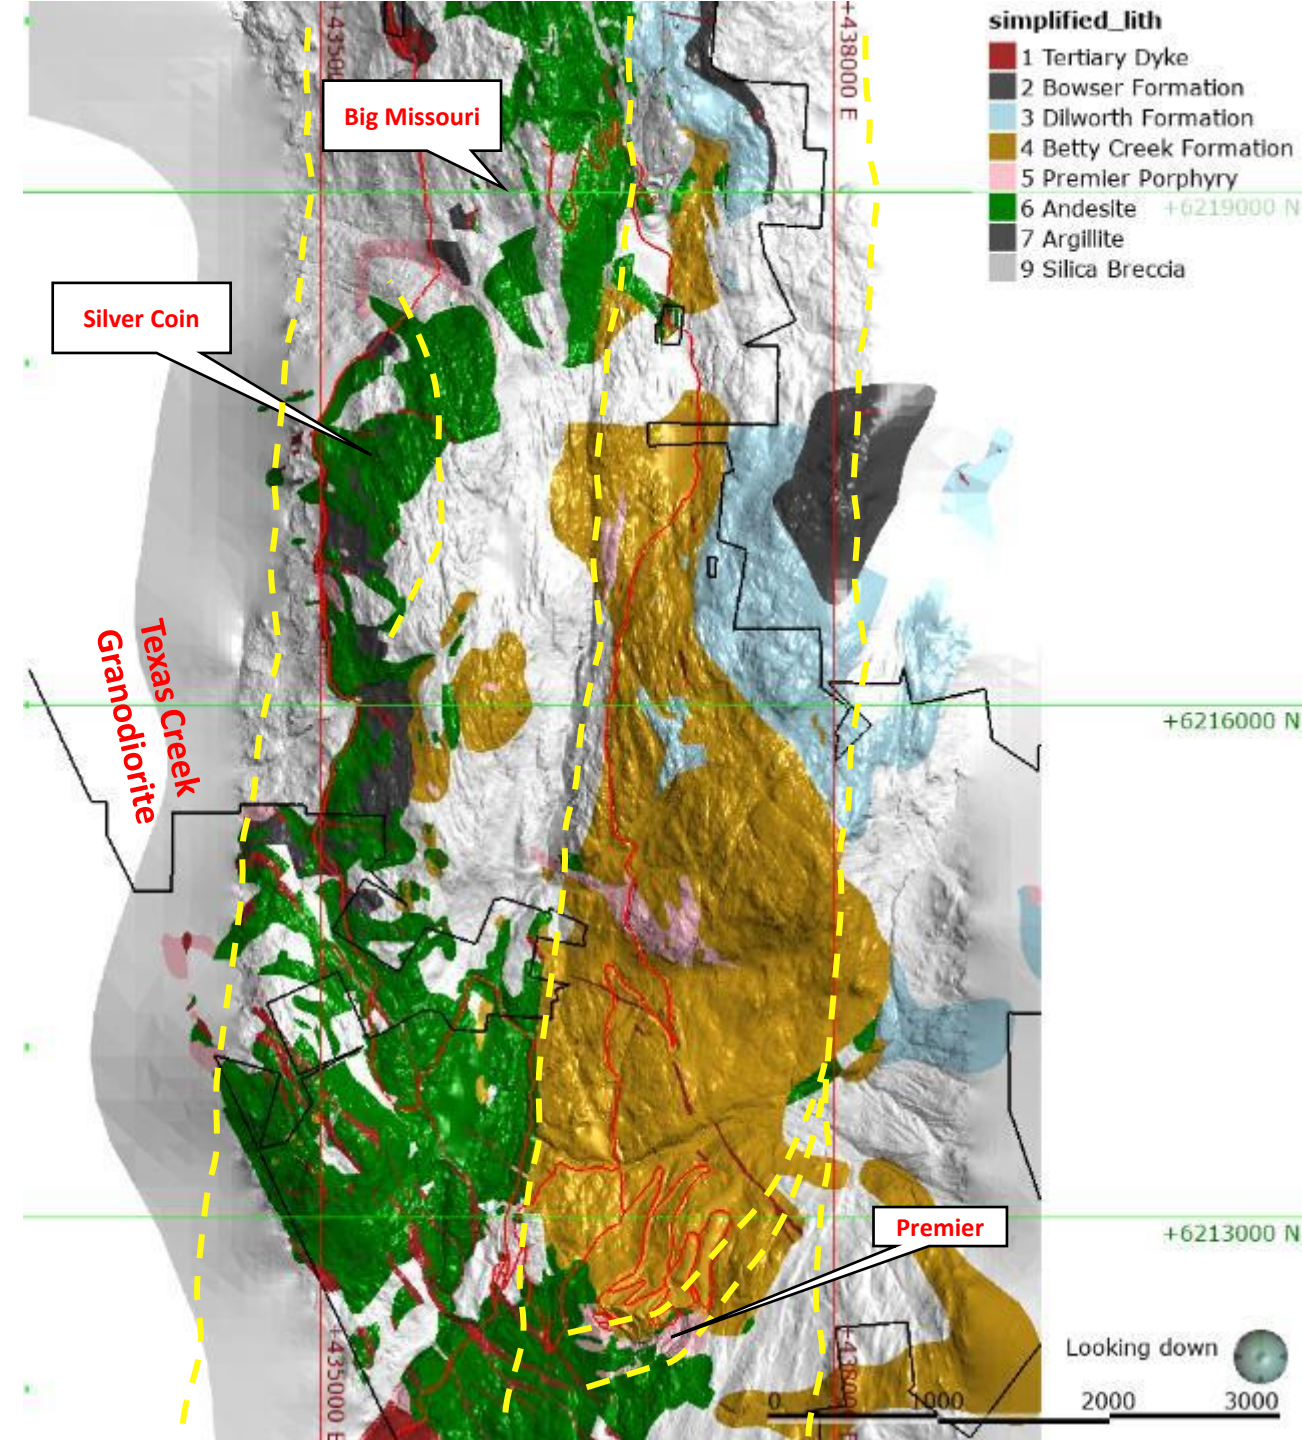 simplified_lith
1 Tertiary Dyke
2 Bowser Formation
3 Dilworth Formation
4 Betty Creek Formation
5 Premier Porphyry
6 Andesite
7 Argillite
9 Silica Breccia
+438000 E
+6219000 N
Big Missouri
Silver Coin
Texas Creek
Granodiorite
+6216000 N
Premier
+6213000 N
+435000 E
Looking down
0
1000
2000
3000